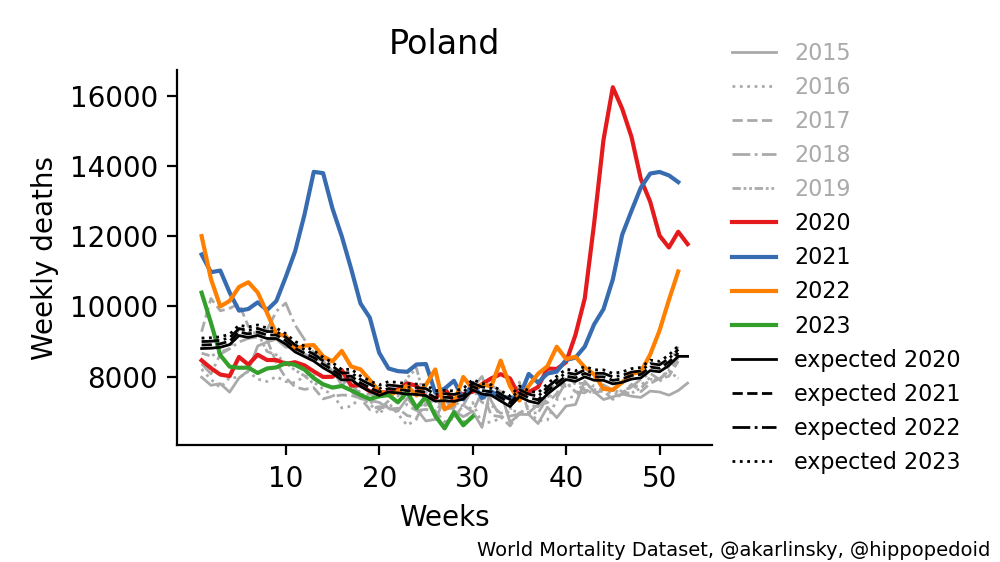 Poland
Weekly deaths
16000
14000
12000
10000
8000
10
20
30
40
50
Weeks
2015
2016
2017
2018
2019
2020
2021
2022
2023
expected 2020
expected 2021
expected 2022
expected 2023
World Mortality Dataset, @akarlinsky, @hippopedoid